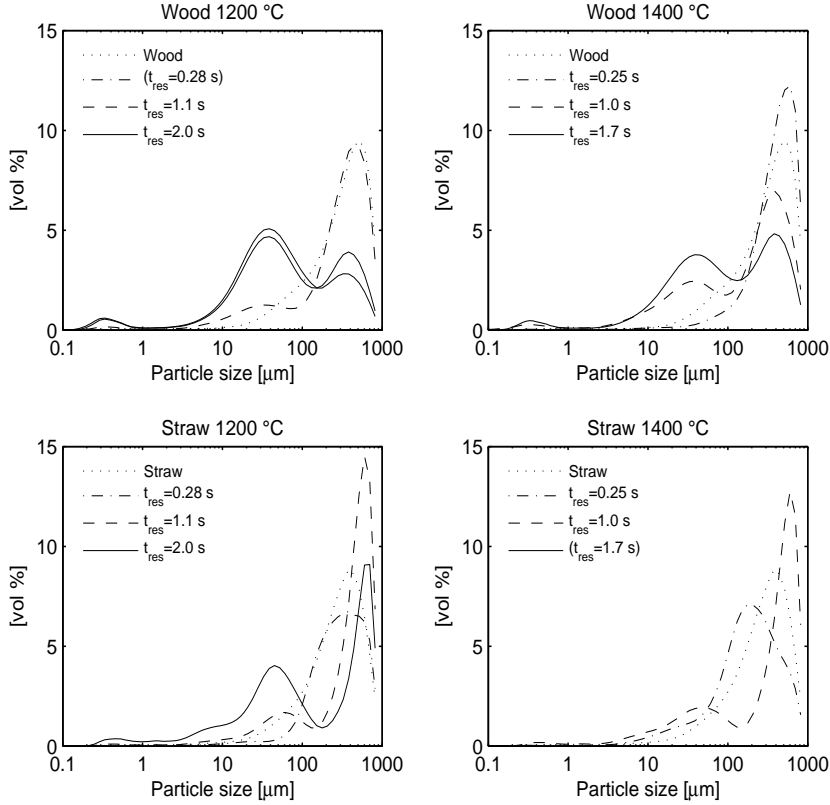 Wood 1200 °C
15
10
5
0
[vol %]
Wood
(t_res=0.28 s)
t_res=1.1 s
t_res=2.0 s
0.1 1 10 100 1000
Particle size [μm]
Wood 1400 °C
15
10
5
0
[vol %]
Wood
t_res=0.25 s
t_res=1.0 s
t_res=1.7 s
0.1 1 10 100 1000
Particle size [μm]
Straw 1200 °C
15
10
5
0
[vol %]
Straw
t_res=0.28 s
t_res=1.1 s
t_res=2.0 s
0.1 1 10 100 1000
Particle size [μm]
Straw 1400 °C
15
10
5
0
[vol %]
Straw
t_res=0.25 s
t_res=1.0 s
(t_res=1.7 s)
0.1 1 10 100 1000
Particle size [μm]